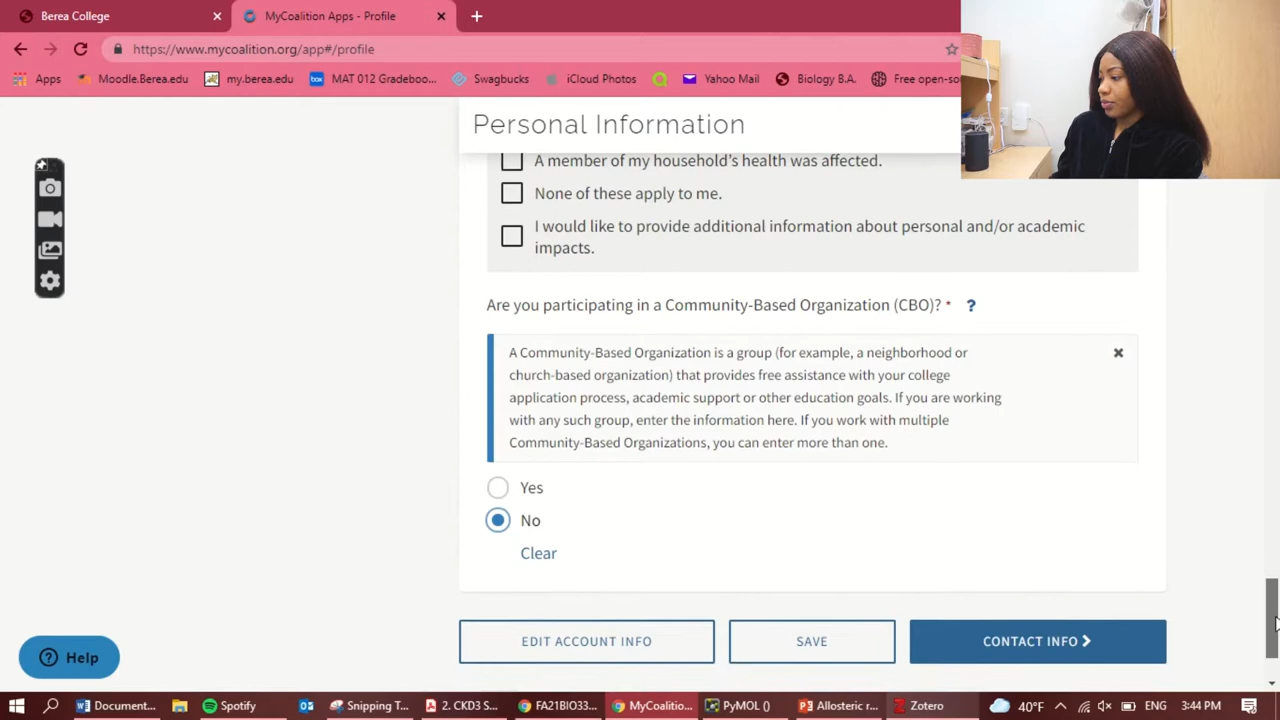 Berea College
MyCoalition Apps - Profile
https://www.mycoalition.org/app#/profile
Apps
Moodle.Berea.edu
my.berea.edu
box
MAT 012 Gradeboo...
Swagbucks
iCloud Photos
Yahoo Mail
Biology B.A.
Free open-so
Personal Information
A member of my household's health was affected.
None of these apply to me.
I would like to provide additional information about personal and/or academic
impacts.
Are you participating in a Community-Based Organization (CBO)? * ?
A Community-Based Organization is a group (for example, a neighborhood or
church-based organization) that provides free assistance with your college
application process, academic support or other education goals. If you are working
with any such group, enter the information here. If you work with multiple
Community-Based Organizations, you can enter more than one.
Yes
No
Clear
EDIT ACCOUNT INFO
SAVE
CONTACT INFO
Help
Document...
Spotify
Snipping T...
2. CKD3 S...
FA21BIO33...
MyCoalitio...
PyMOL ()
Allosteric r...
Zotero
40°F
ENG
3:44 PM